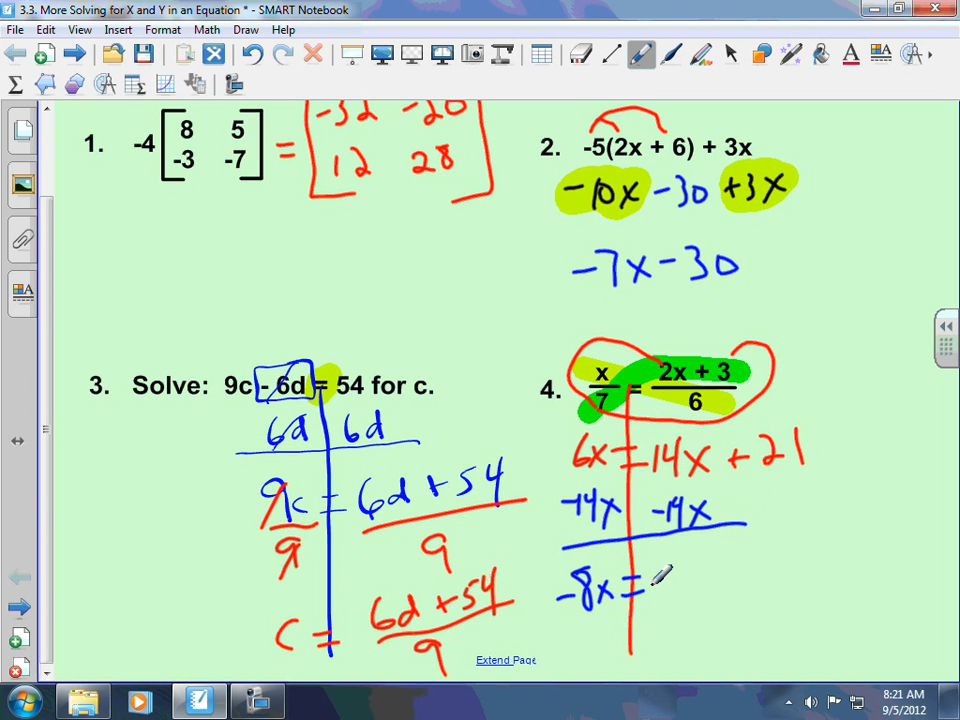 3.3. More Solving for X and Y in an Equation * - SMART Notebook
File Edit View Insert Format Math Draw Help
1. -4 [ 8 5
-3 -7 ] = [ -32 -20
12 28 ]
2. -5(2x + 6) + 3x
-10x -30 +3x
-7x -30
3. Solve: 9c - 6d = 54 for c.
6d 6d
9c = 6d + 54
9 9
c = 6d + 54
9
4. x = 2x + 3
7 6
6x = 14x + 21
-14x -14x
-8x =
Extend Page
8:21 AM
9/5/2012